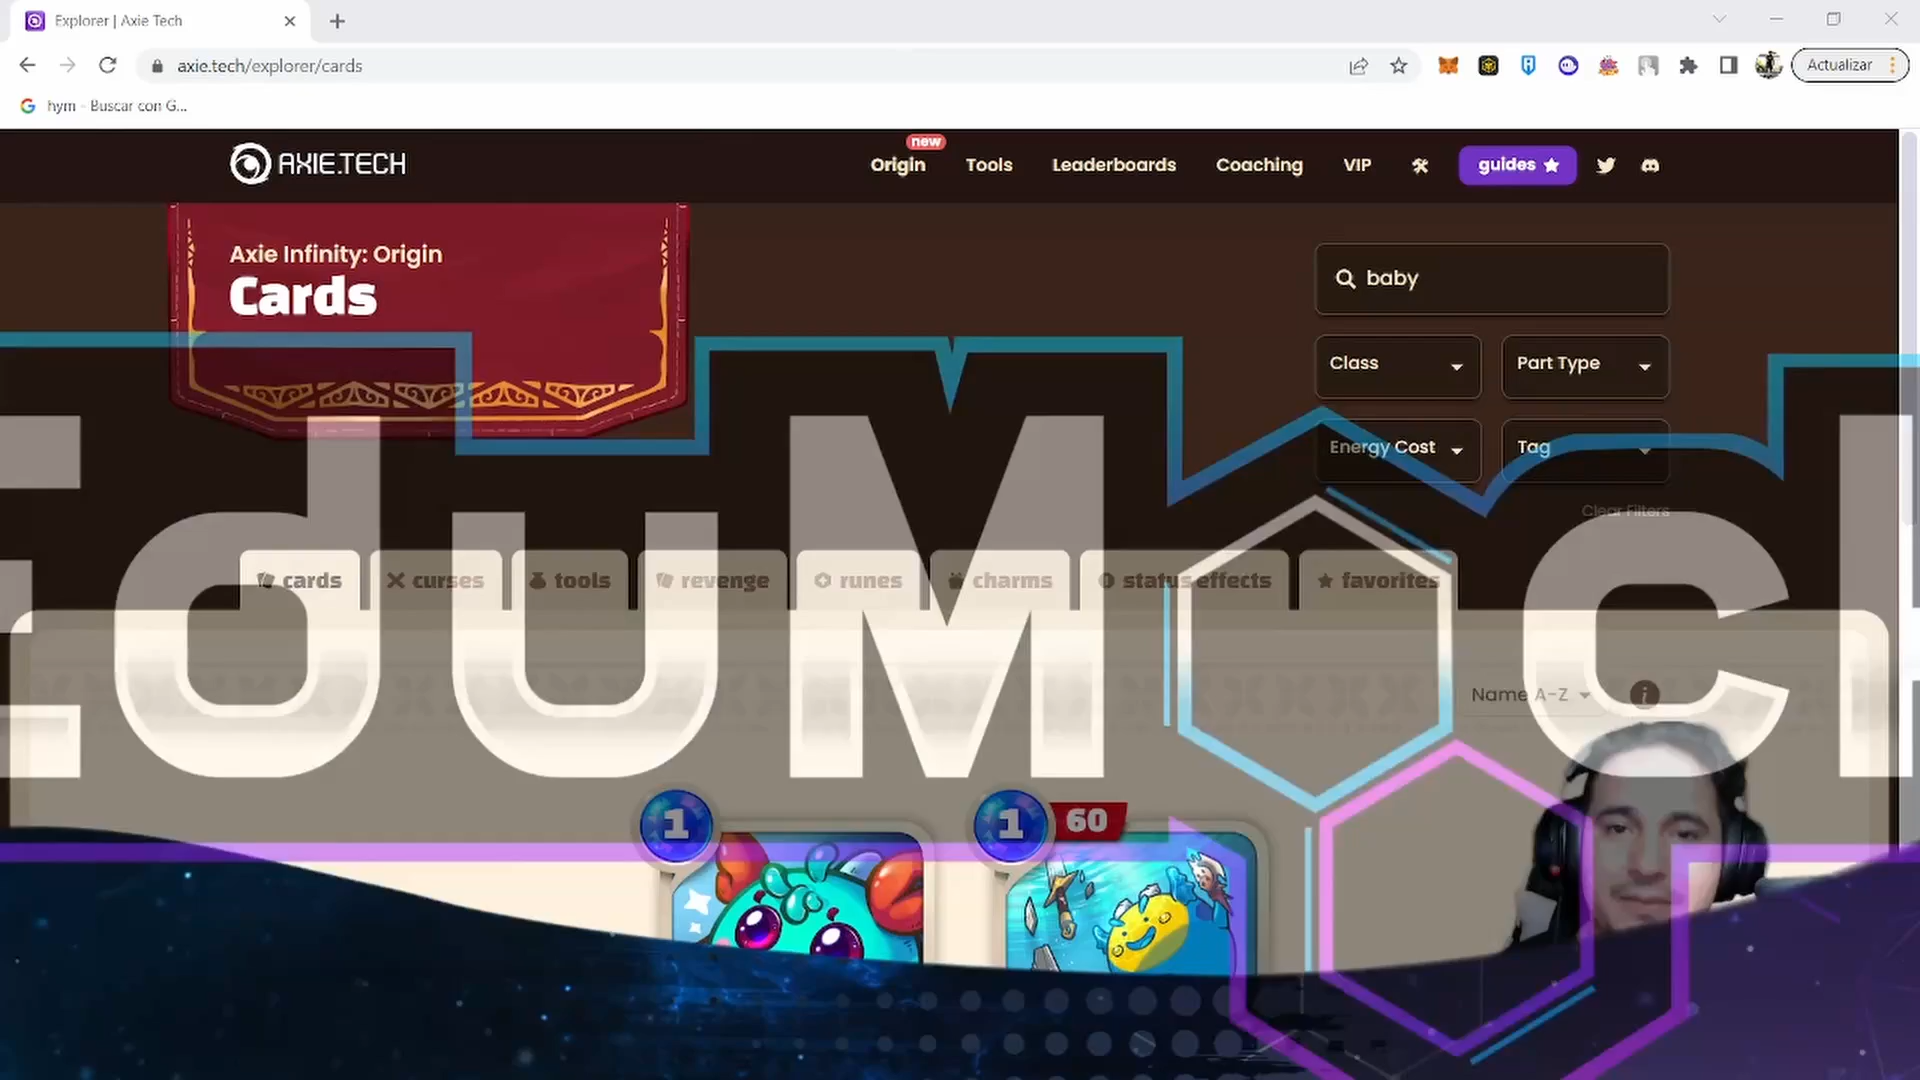 Explorer | Axie Tech
axie.tech/explorer/cards
Actualizar
hym - Buscar con G...
AXIE.TECH
new
Origin
Tools
Leaderboards
Coaching
VIP
guides
Axie Infinity: Origin
Cards
baby
Class
Part Type
Energy Cost
Tag
Clear Filters
EduM
ch
cards
curses
tools
revenge
runes
charms
status effects
favorites
Name A-Z
i
1
1
60